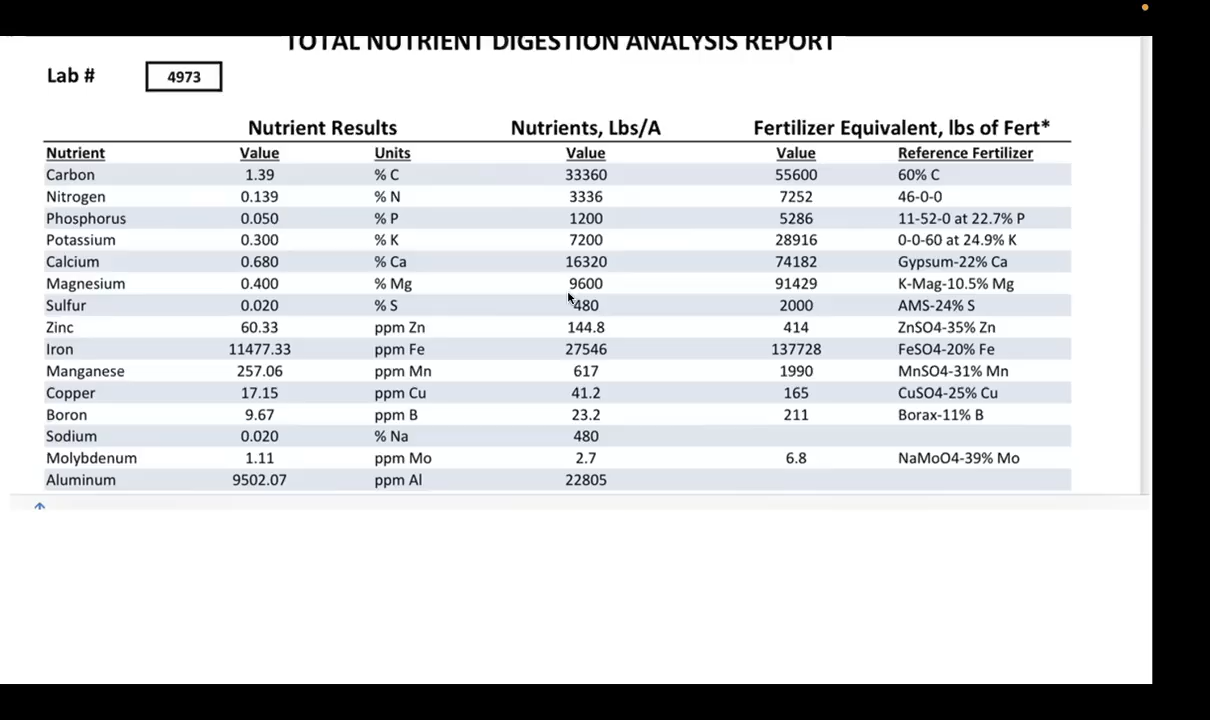 TOTAL NUTRIENT DIGESTION ANALYSIS REPORT
Lab # 4973
Nutrient Results Nutrients, Lbs/A Fertilizer Equivalent, lbs of Fert*
Nutrient Value Units Value Value Reference Fertilizer
Carbon 1.39 % C 33360 55600 60% C
Nitrogen 0.139 % N 3336 7252 46-0-0
Phosphorus 0.050 % P 1200 5286 11-52-0 at 22.7% P
Potassium 0.300 % K 7200 28916 0-0-60 at 24.9% K
Calcium 0.680 % Ca 16320 74182 Gypsum-22% Ca
Magnesium 0.400 % Mg 9600 91429 K-Mag-10.5% Mg
Sulfur 0.020 % S 480 2000 AMS-24% S
Zinc 60.33 ppm Zn 144.8 414 ZnSO4-35% Zn
Iron 11477.33 ppm Fe 27546 137728 FeSO4-20% Fe
Manganese 257.06 ppm Mn 617 1990 MnSO4-31% Mn
Copper 17.15 ppm Cu 41.2 165 CuSO4-25% Cu
Boron 9.67 ppm B 23.2 211 Borax-11% B
Sodium 0.020 % Na 480
Molybdenum 1.11 ppm Mo 2.7 6.8 NaMoO4-39% Mo
Aluminum 9502.07 ppm Al 22805